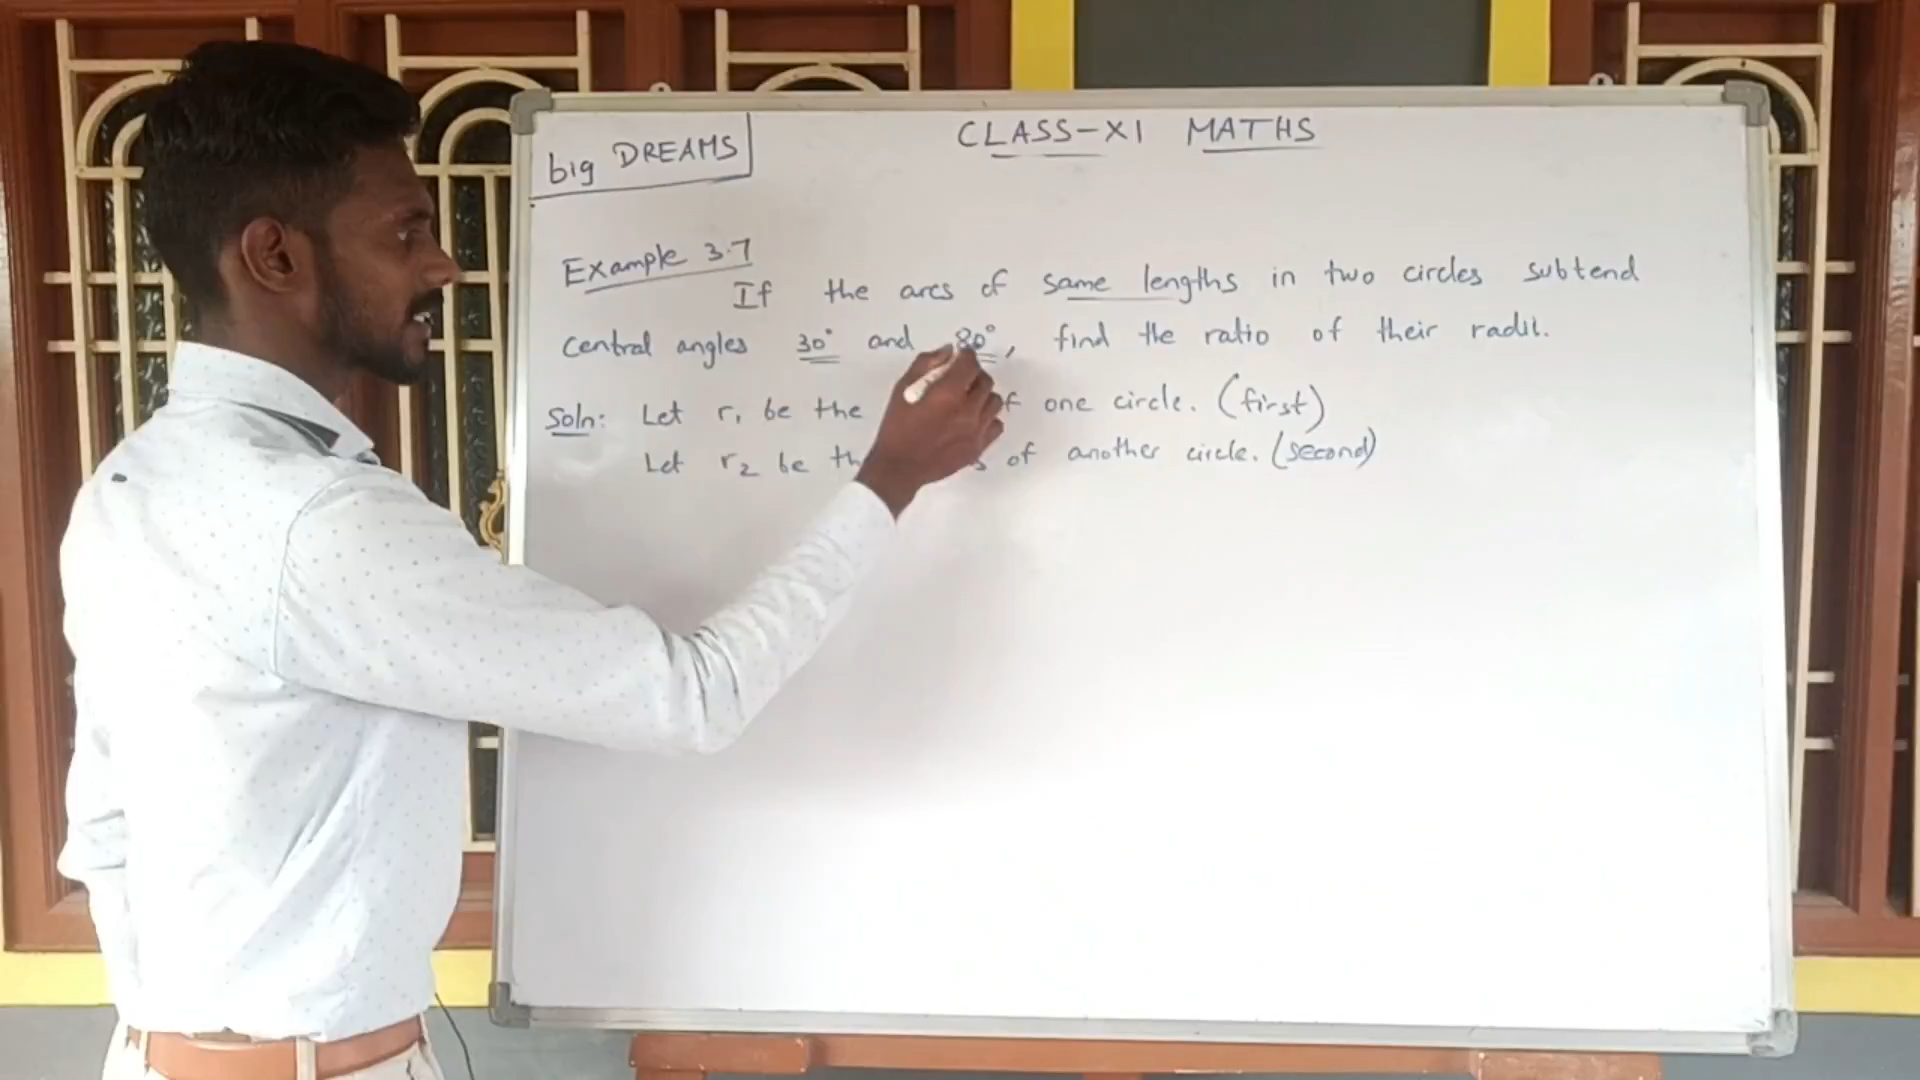 big DREAMS
CLASS-XI MATHS
Example 3.7
If the arcs of same lengths in two circles subtend
central angles 30° and 80°, find the ratio of their radii.
Soln: Let r₁ be the of one circle. (first)
Let r₂ be of another circle. (second)